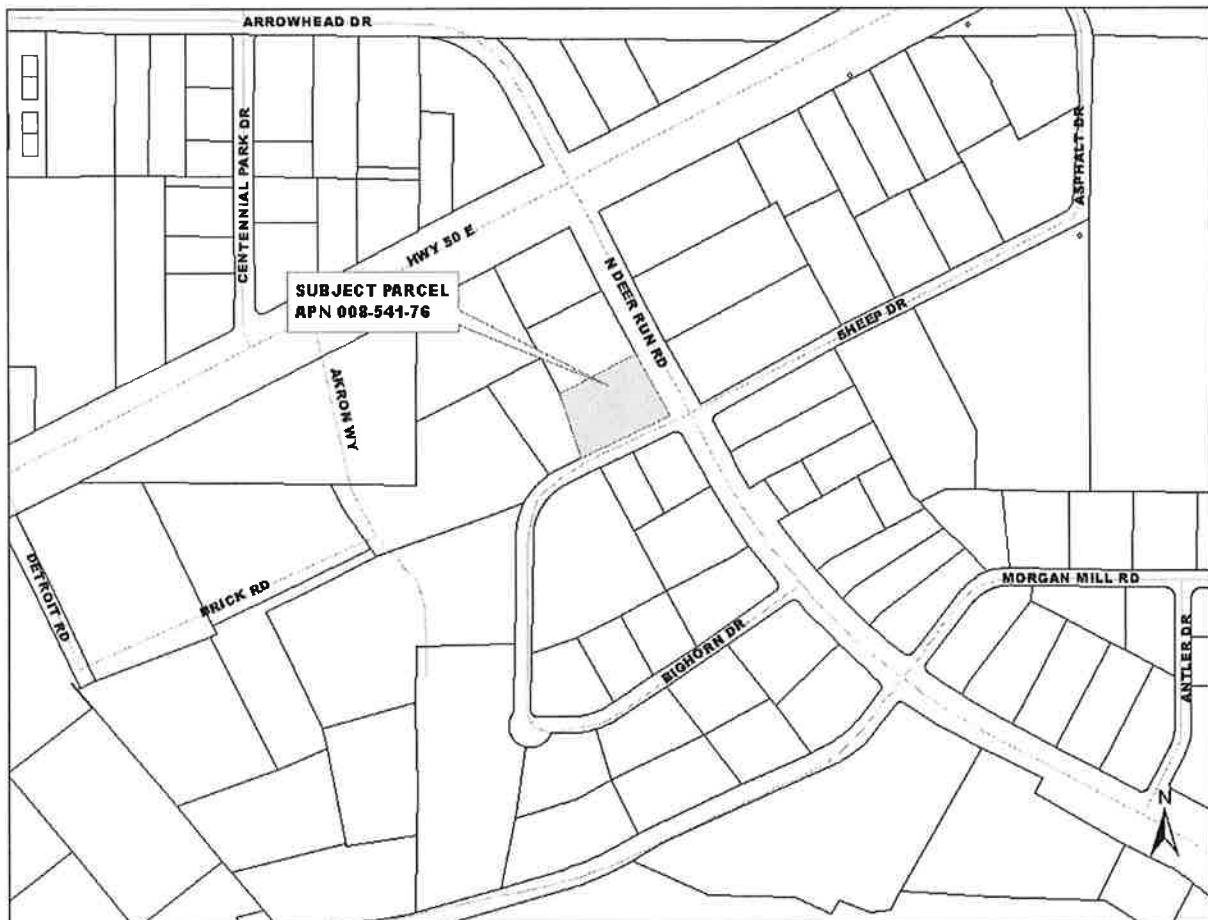 ARROWHEAD DR
CENTENNIAL PARK DR
ASPHALT DR
HWY 50 E
N DEER RUN RD
SUBJECT PARCEL
APN 008-541-76
SHEEP DR
AKRON WY
DETROIT RD
BRICK RD
MORGAN MILL RD
BIGHORN DR
ANTLER DR
N